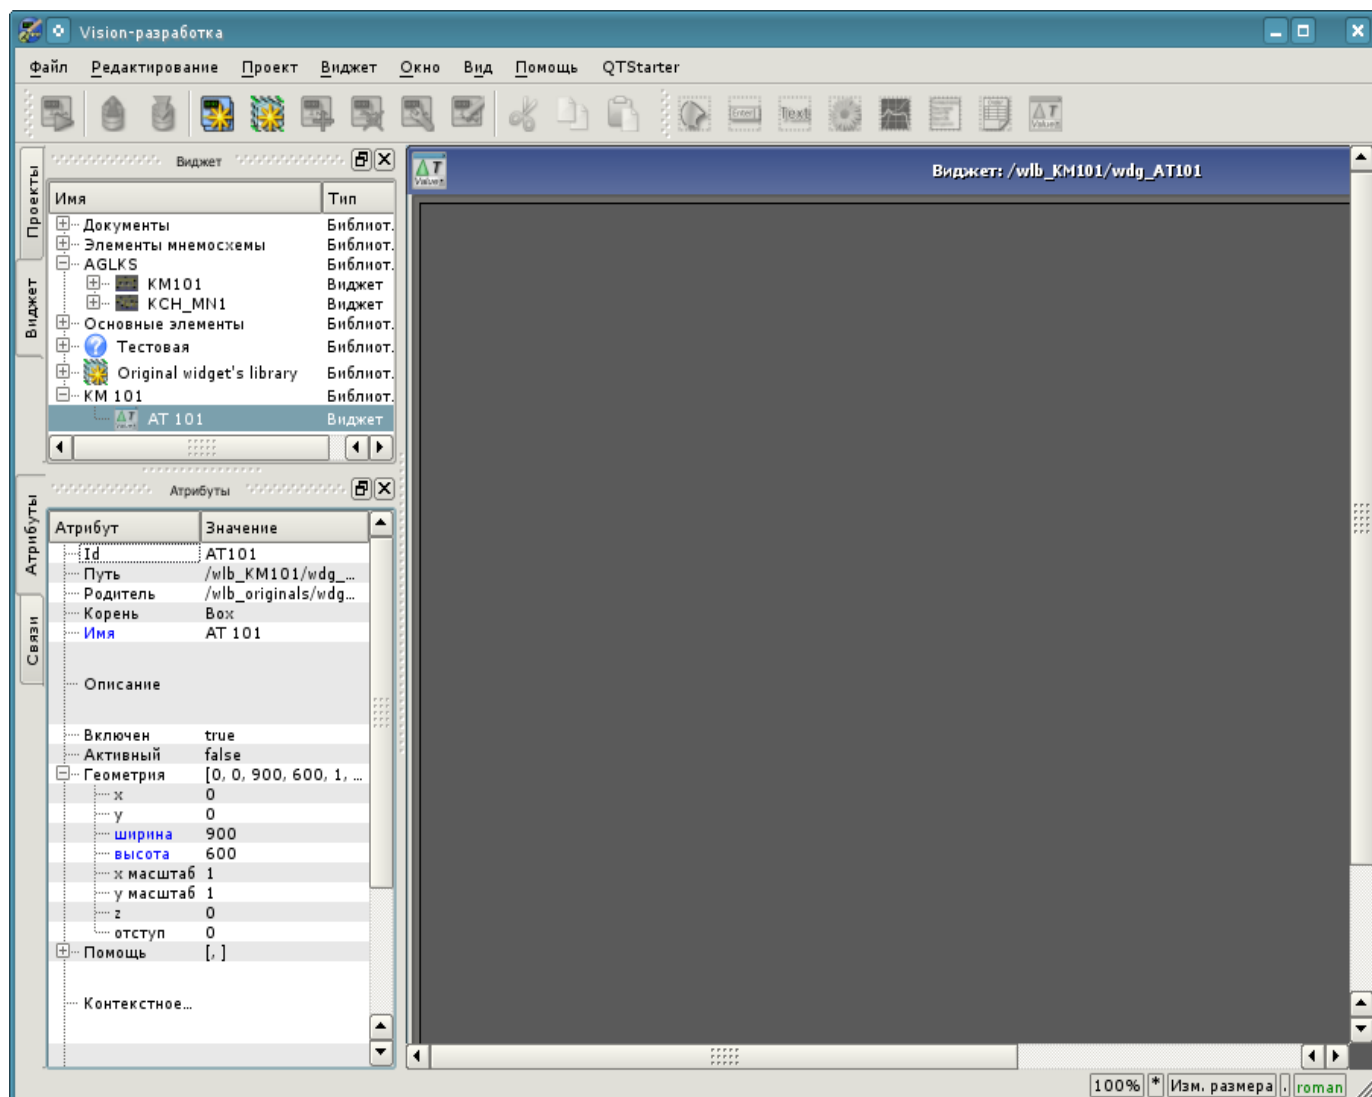 Vision-разработка
Файл Редактирование Проект Виджет Окно Вид Помощь QTStarter
Text
Виджет
Проекты
Виджет
Имя Тип
Документы Библиот.
Элементы мнемосхемы Библиот.
AGLKS Библиот.
KM101 Виджет
KCH_MN1 Виджет
Основные элементы Библиот.
Тестовая Библиот.
Original widget's library Библиот.
KM 101 Библиот.
AT 101 Виджет
Атрибуты
Атрибуты
Связи
Атрибут Значение
Id AT101
Путь /wlb_KM101/wdg_...
Родитель /wlb_originals/wdg...
Корень Box
Имя AT 101
Описание
Включен true
Активный false
Геометрия [0, 0, 900, 600, 1, ...
x 0
y 0
ширина 900
высота 600
x масштаб 1
y масштаб 1
z 0
отступ 0
Помощь [, ]
Контекстное...
Виджет: /wlb_KM101/wdg_AT101
100% * Изм. размера . roman